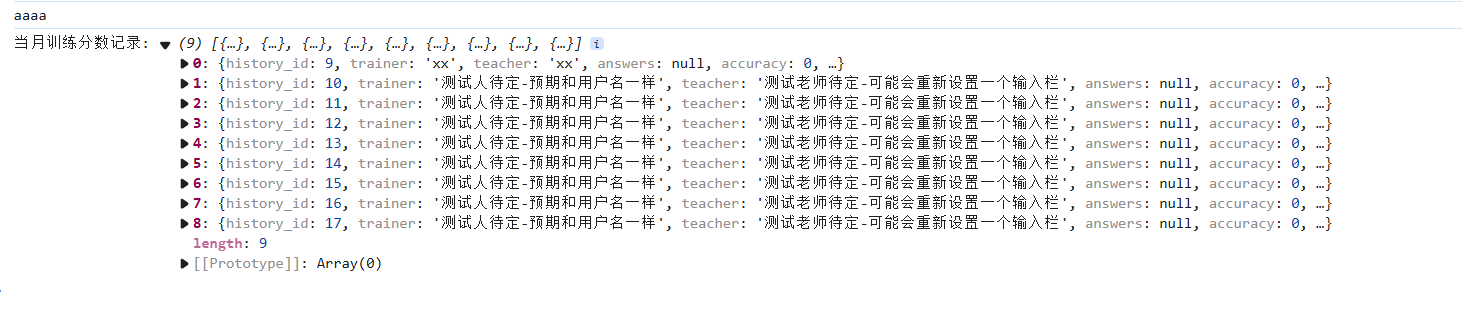 aaaa
当月训练分数记录: ▼ (9) [{…}, {…}, {…}, {…}, {…}, {…}, {…}, {…}, {…}] i
▶ 0: {history_id: 9, trainer: 'xx', teacher: 'xx', answers: null, accuracy: 0, …}
▶ 1: {history_id: 10, trainer: '测试人待定-预期和用户名一样', teacher: '测试老师待定-可能会重新设置一个输入栏', answers: null, accuracy: 0, …}
▶ 2: {history_id: 11, trainer: '测试人待定-预期和用户名一样', teacher: '测试老师待定-可能会重新设置一个输入栏', answers: null, accuracy: 0, …}
▶ 3: {history_id: 12, trainer: '测试人待定-预期和用户名一样', teacher: '测试老师待定-可能会重新设置一个输入栏', answers: null, accuracy: 0, …}
▶ 4: {history_id: 13, trainer: '测试人待定-预期和用户名一样', teacher: '测试老师待定-可能会重新设置一个输入栏', answers: null, accuracy: 0, …}
▶ 5: {history_id: 14, trainer: '测试人待定-预期和用户名一样', teacher: '测试老师待定-可能会重新设置一个输入栏', answers: null, accuracy: 0, …}
▶ 6: {history_id: 15, trainer: '测试人待定-预期和用户名一样', teacher: '测试老师待定-可能会重新设置一个输入栏', answers: null, accuracy: 0, …}
▶ 7: {history_id: 16, trainer: '测试人待定-预期和用户名一样', teacher: '测试老师待定-可能会重新设置一个输入栏', answers: null, accuracy: 0, …}
▶ 8: {history_id: 17, trainer: '测试人待定-预期和用户名一样', teacher: '测试老师待定-可能会重新设置一个输入栏', answers: null, accuracy: 0, …}
length: 9
▶ [[Prototype]]: Array(0)